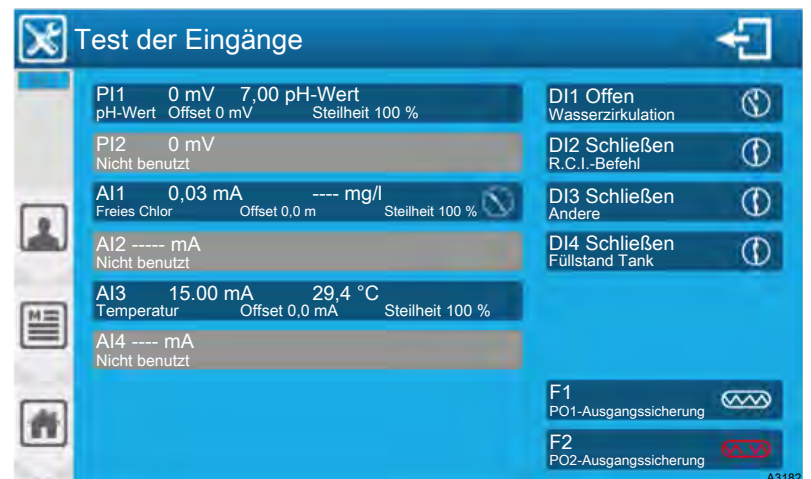 Test der Eingänge
PI1 0 mV 7,00 pH-Wert
pH-Wert Offset 0 mV Steilheit 100 %
PI2 0 mV
Nicht benutzt
AI1 0,03 mA ---- mg/l
Freies Chlor Offset 0,0 m Steilheit 100 %
AI2 ----- mA
Nicht benutzt
AI3 15.00 mA 29,4 °C
Temperatur Offset 0,0 mA Steilheit 100 %
AI4 ---- mA
Nicht benutzt
DI1 Offen
Wasserzirkulation
DI2 Schließen
R.C.I.-Befehl
DI3 Schließen
Andere
DI4 Schließen
Füllstand Tank
F1
PO1-Ausgangssicherung
F2
PO2-Ausgangssicherung
A3182